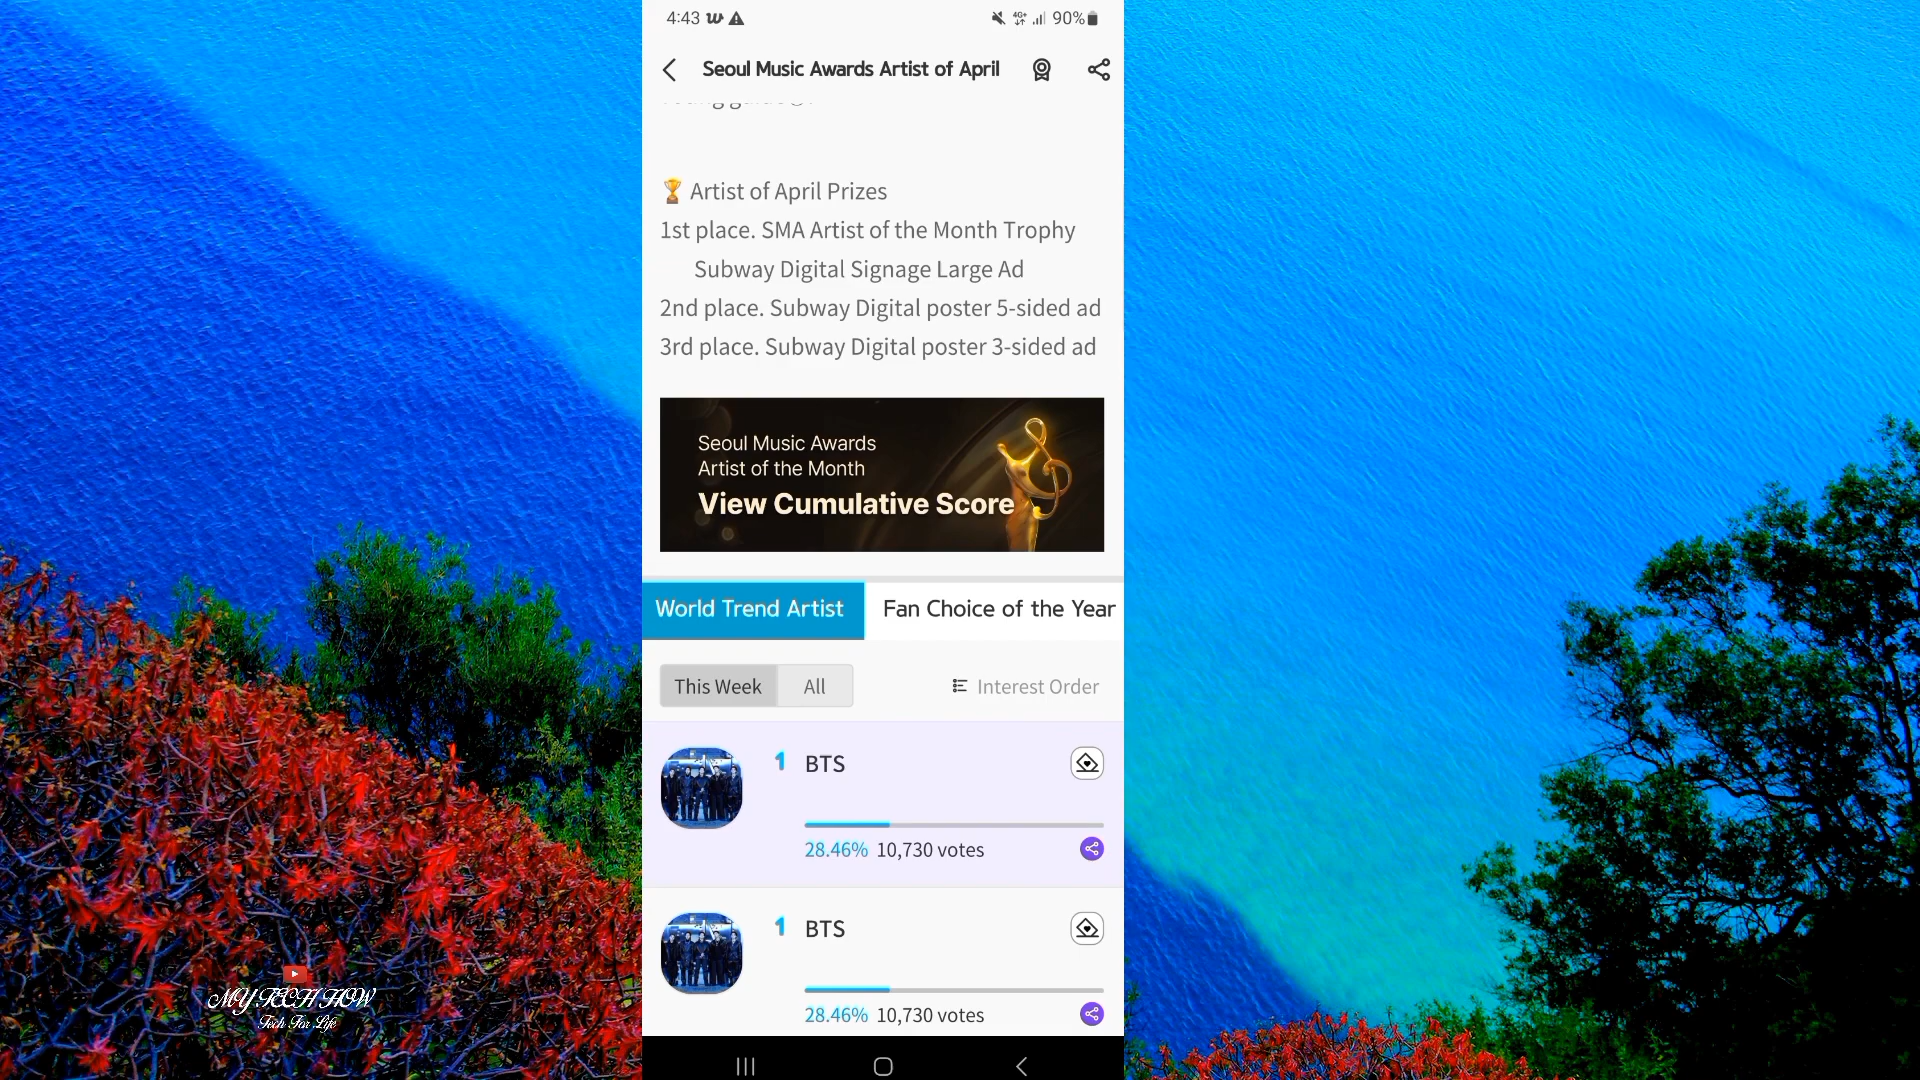 4:43
4G+
90%
Seoul Music Awards Artist of April
🏆 Artist of April Prizes
1st place. SMA Artist of the Month Trophy
Subway Digital Signage Large Ad
2nd place. Subway Digital poster 5-sided ad
3rd place. Subway Digital poster 3-sided ad
Seoul Music Awards
Artist of the Month
View Cumulative Score
World Trend Artist
Fan Choice of the Year
This Week
All
Interest Order
1 BTS
28.46% 10,730 votes
1 BTS
28.46% 10,730 votes
MY TECH HOW
Tech For Life